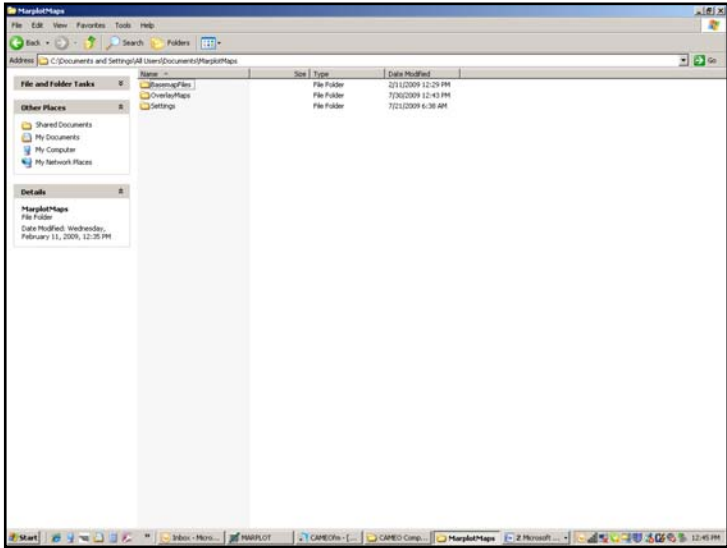 MarplotMaps
File Edit View Favorites Tools Help
Back Search Folders
Address C:\Documents and Settings\All Users\Documents\MarplotMaps Go
Name Size Type Date Modified
BasemapFiles File Folder 2/11/2009 12:29 PM
OverlayMaps File Folder 7/30/2009 12:43 PM
Settings File Folder 7/21/2009 6:38 AM
File and Folder Tasks
Other Places
Shared Documents
My Documents
My Computer
My Network Places
Details
MarplotMaps
File Folder
Date Modified: Wednesday,
February 11, 2009, 12:35 PM
Start Inbox - Micro... MARPLOT CAMEOfm - [... CAMEO Comp... MarplotMaps 2 Microsoft ... 12:45 PM